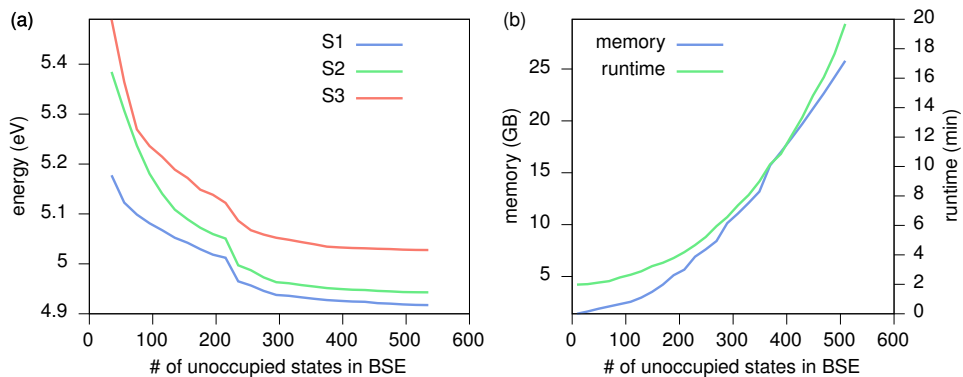 (a)
S1
S2
S3
5.4
5.3
5.2
5.1
5
4.9
energy (eV)
0 100 200 300 400 500 600
# of unoccupied states in BSE
(b)
memory
runtime
25
20
15
10
5
memory (GB)
20
18
16
14
12
10
8
6
4
2
0
runtime (min)
0 100 200 300 400 500 600
# of unoccupied states in BSE